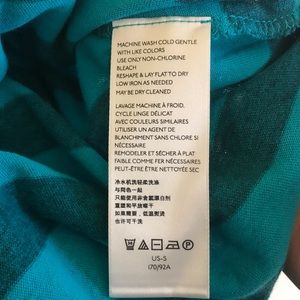 MACHINE WASH COLD GENTLE
WITH LIKE COLORS
USE ONLY NON-CHLORINE
BLEACH
RESHAPE & LAY FLAT TO DRY
LOW IRON AS NEEDED
MAY BE DRY CLEANED
LAVAGE MACHINE À FROID,
CYCLE LINGE DÉLICAT
AVEC COULEURS SIMILAIRES
UTILISER UN AGENT DE
BLANCHIMENT SANS CHLORE SI
NÉCESSAIRE
REMODELER ET SÉCHER À PLAT
COMME FER NÉCESSAIRES
PEUT-ÊTRE ÊTRE NETTOYÉE SEC
冷水机洗轻柔洗涤
与同色一起
只能使用非含氯漂白剂
重塑和平放晾干
如果需要，低温熨烫
也许可干洗
US-S
170/92A